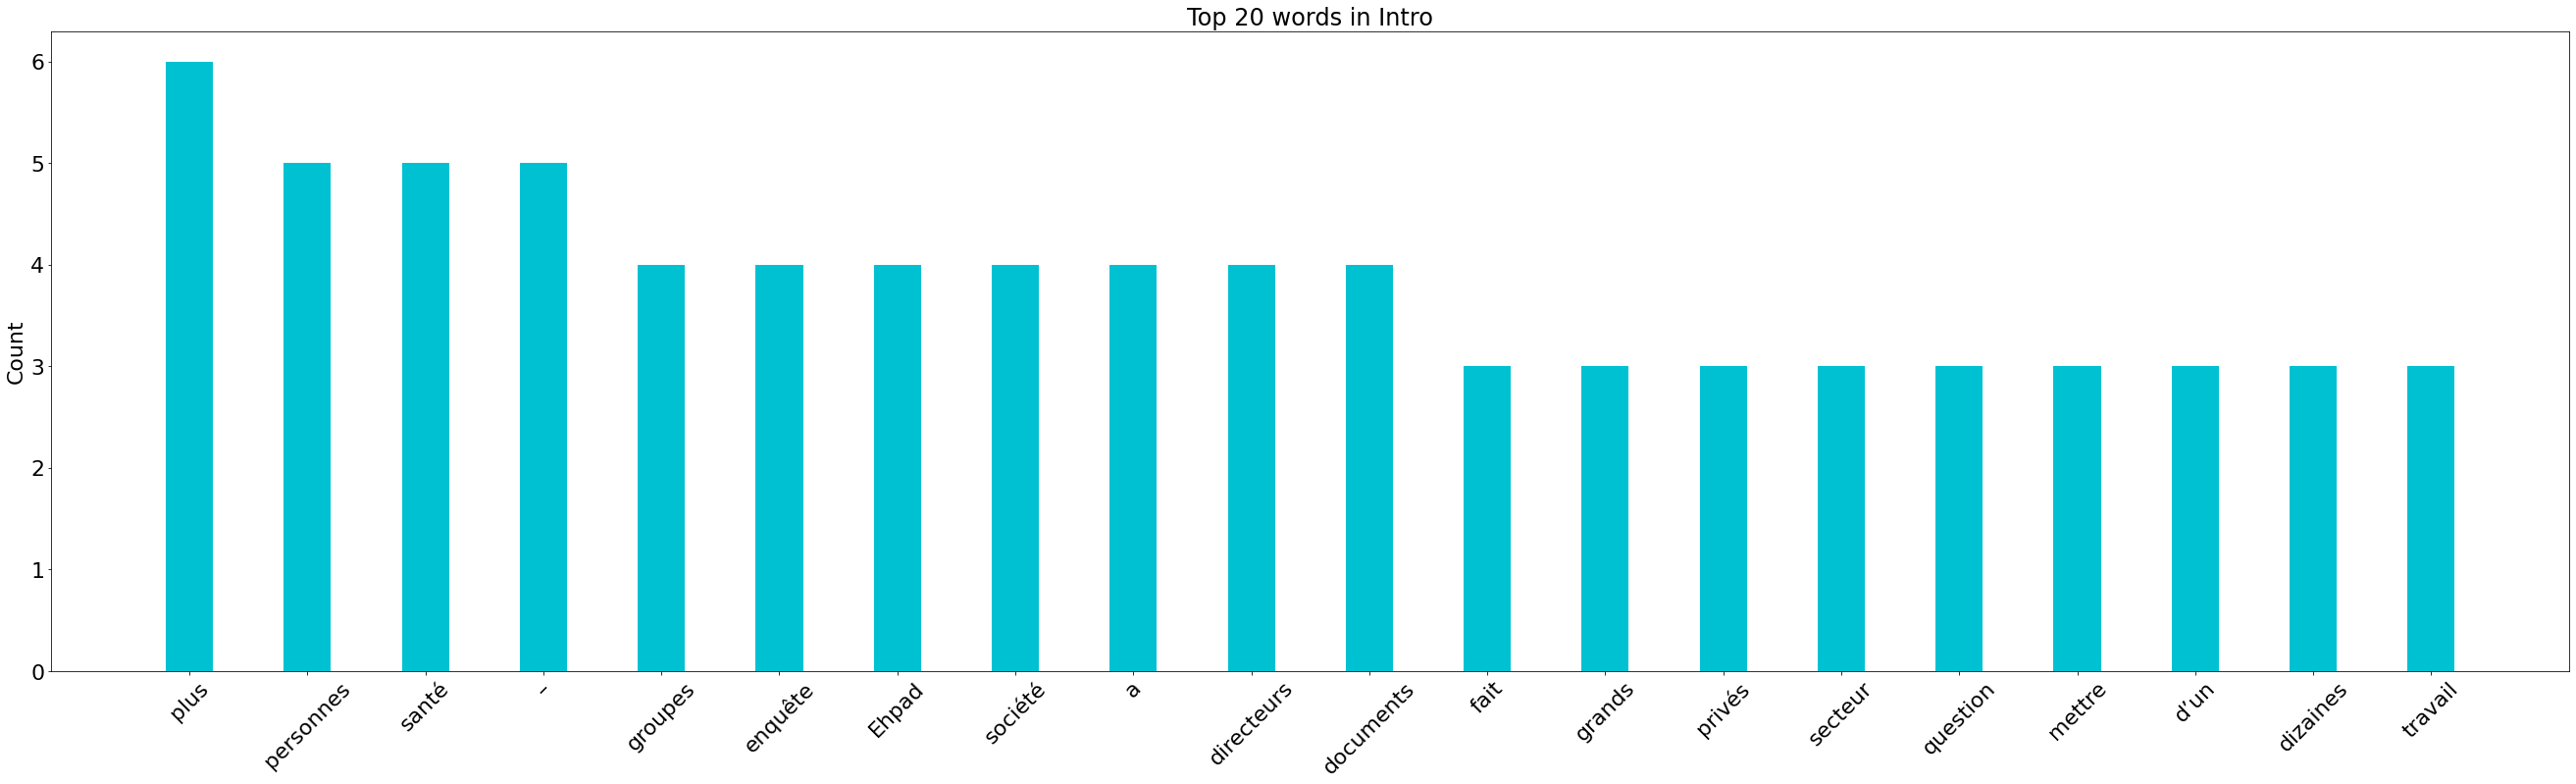 Top 20 words in Intro
6
5
4
3
2
1
0
Count
plus
personnes
santé
–
groupes
enquête
Ehpad
société
a
directeurs
documents
fait
grands
privés
secteur
question
mettre
d’un
dizaines
travail